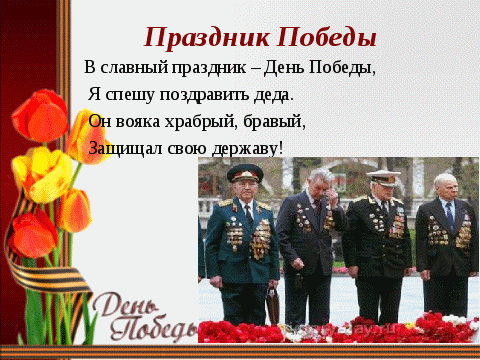 Праздник Победы
В славный праздник – День Победы,
Я спешу поздравить деда.
Он вояка храбрый, бравый,
Защищал свою державу!
День
Победы